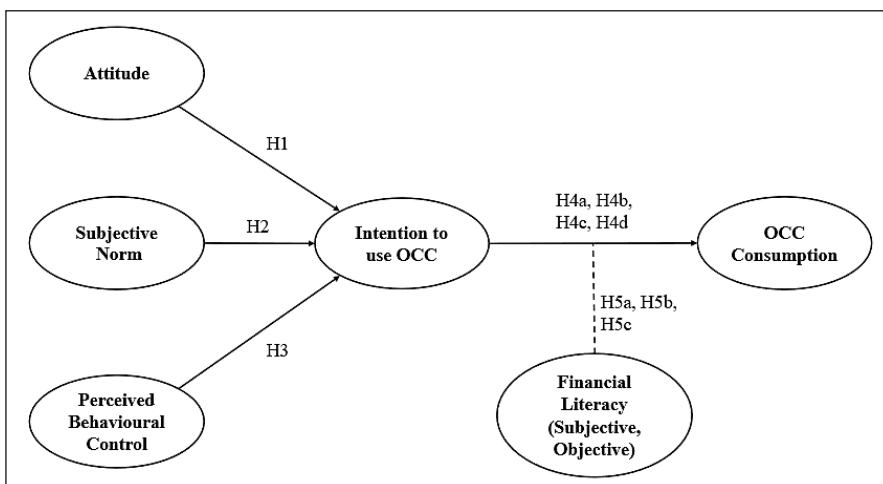 Attitude
H1
Subjective
Norm
H2
Intention to
use OCC
H4a, H4b,
H4c, H4d
OCC
Consumption
H3
Perceived
Behavioural
Control
H5a, H5b,
H5c
Financial
Literacy
(Subjective,
Objective)